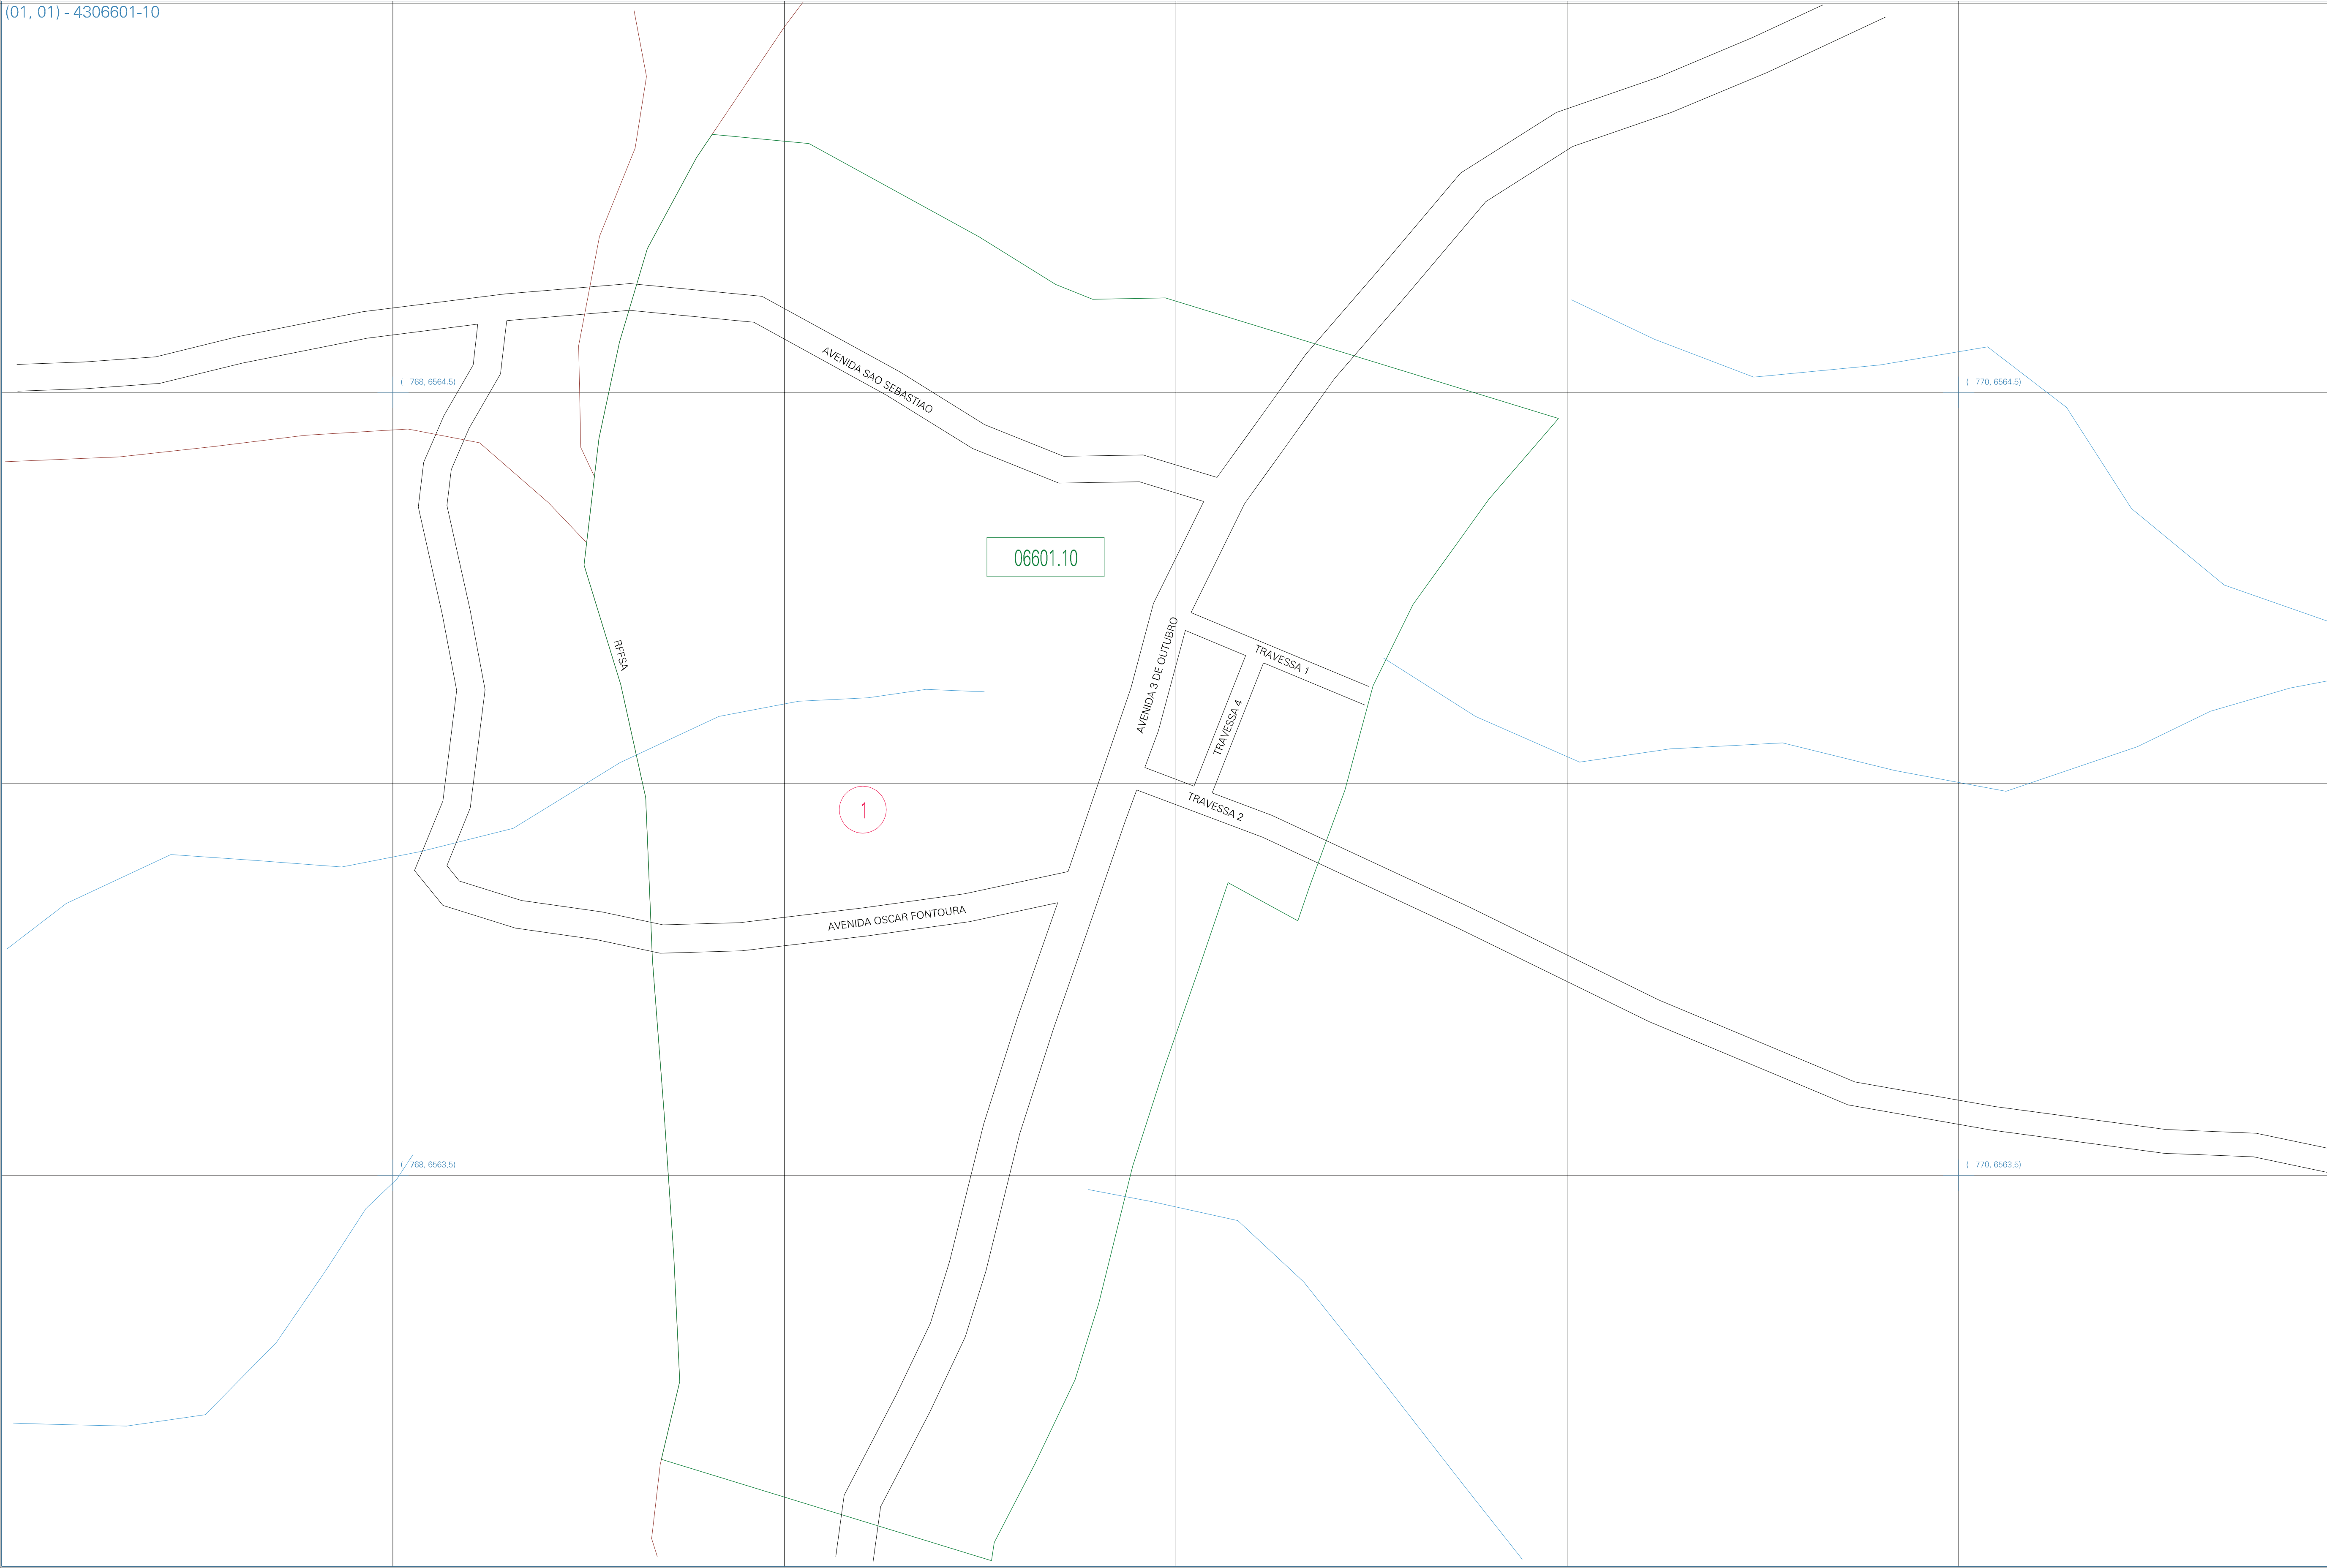 (01, 01) - 4306601-10
AVENIDA SAO SEBASTIAO
( 768, 6564,5)
( 770, 6564,5)
06601.10
RFFSA
AVENIDA 3 DE OUTUBRO
TRAVESSA 1
TRAVESSA 4
1
TRAVESSA 2
AVENIDA OSCAR FONTOURA
( 768, 6563,5)
( 770, 6563,5)